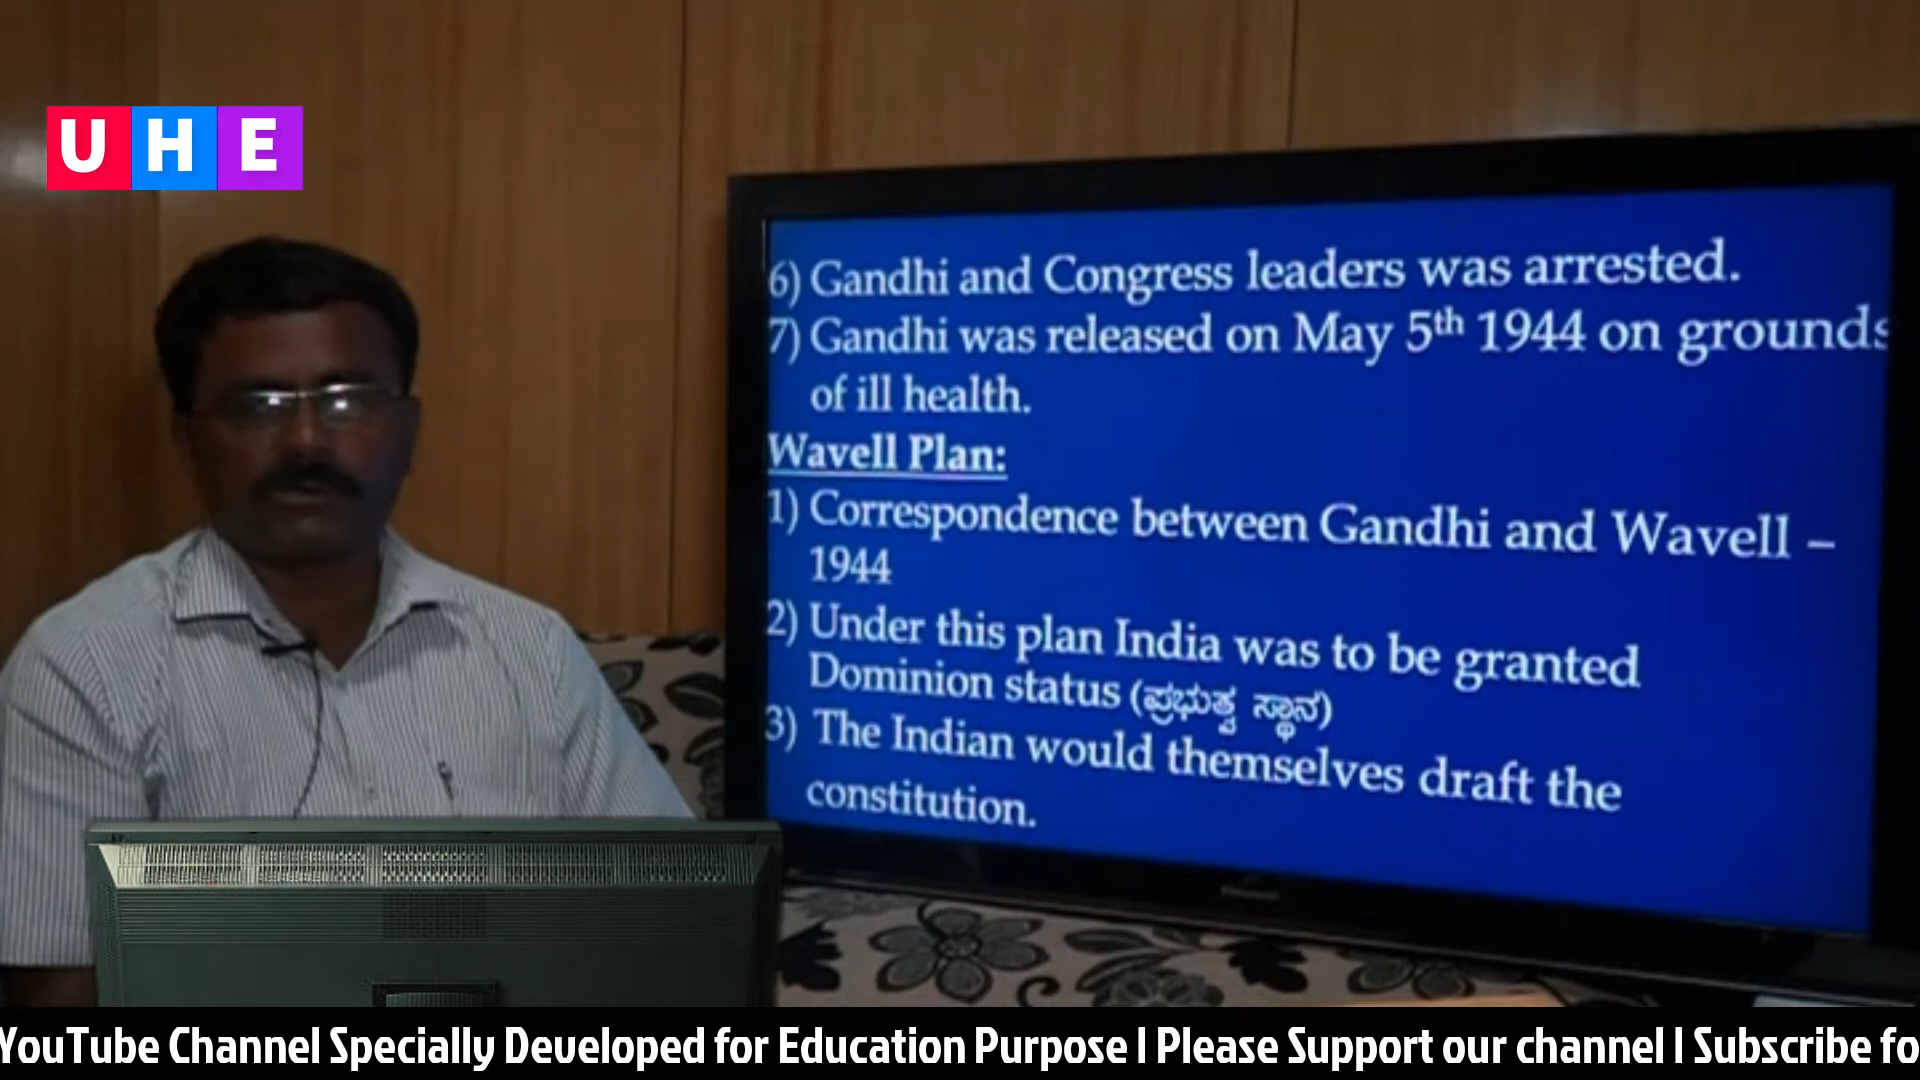 UHE
6) Gandhi and Congress leaders was arrested.
7) Gandhi was released on May 5th 1944 on grounds
of ill health.
Wavell Plan:
1) Correspondence between Gandhi and Wavell –
1944
2) Under this plan India was to be granted
Dominion status (ಪ್ರಭುತ್ವ ಸ್ಥಾನ)
3) The Indian would themselves draft the
constitution.
YouTube Channel Specially Developed for Education Purpose I Please Support our channel I Subscribe fo